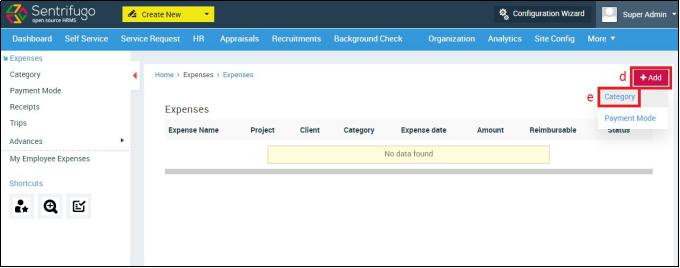 Sentrifugo
open source HRMS
Create New
Configuration Wizard
Super Admin
Dashboard Self Service Service Request HR Appraisals Recruitments Background Check Organization Analytics Site Config More
Expenses
Category
Payment Mode
Receipts
Trips
Advances
My Employee Expenses
Shortcuts
Home > Expenses > Expenses
d
+ Add
e
Category
Payment Mode
Expenses
Expense Name Project Client Category Expense date Amount Reimbursable Status
No data found